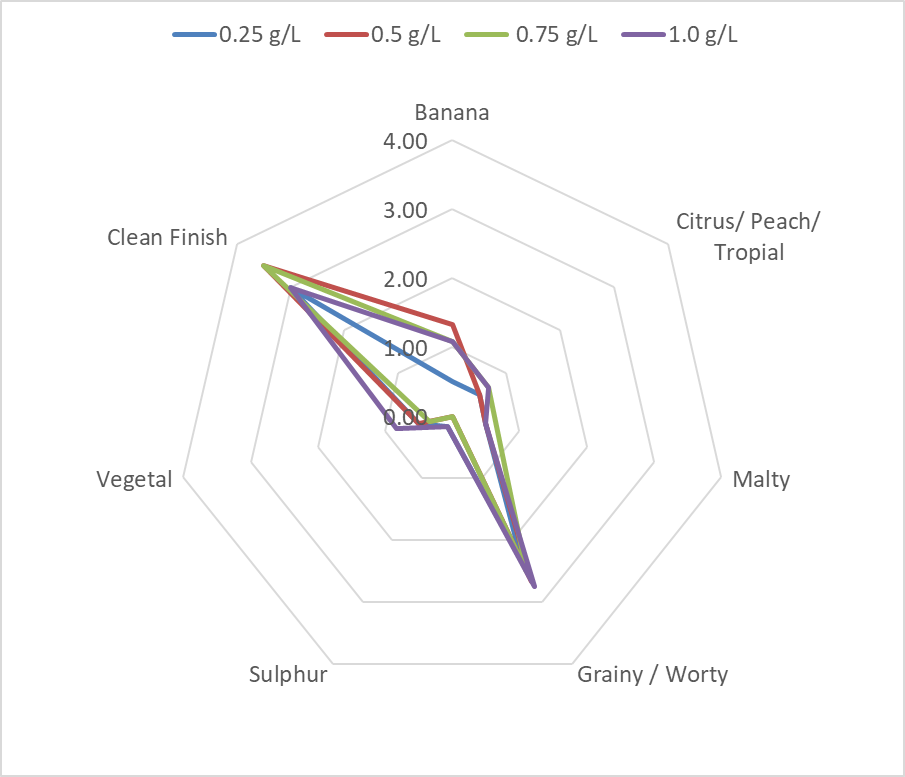 0.25 g/L 0.5 g/L 0.75 g/L 1.0 g/L
Banana
4.00
3.00
2.00
1.00
0.00
Citrus/ Peach/
Tropial
Malty
Grainy / Worty
Sulphur
Vegetal
Clean Finish